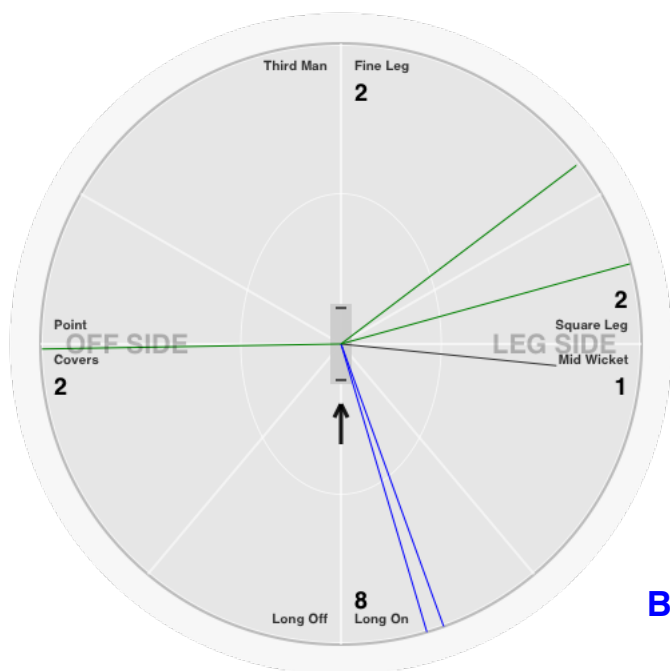 Third Man
Fine Leg
2
2
Point
Square Leg
OFF SIDE
LEG SIDE
Covers
Mid Wicket
2
1
8
B
Long Off
Long On